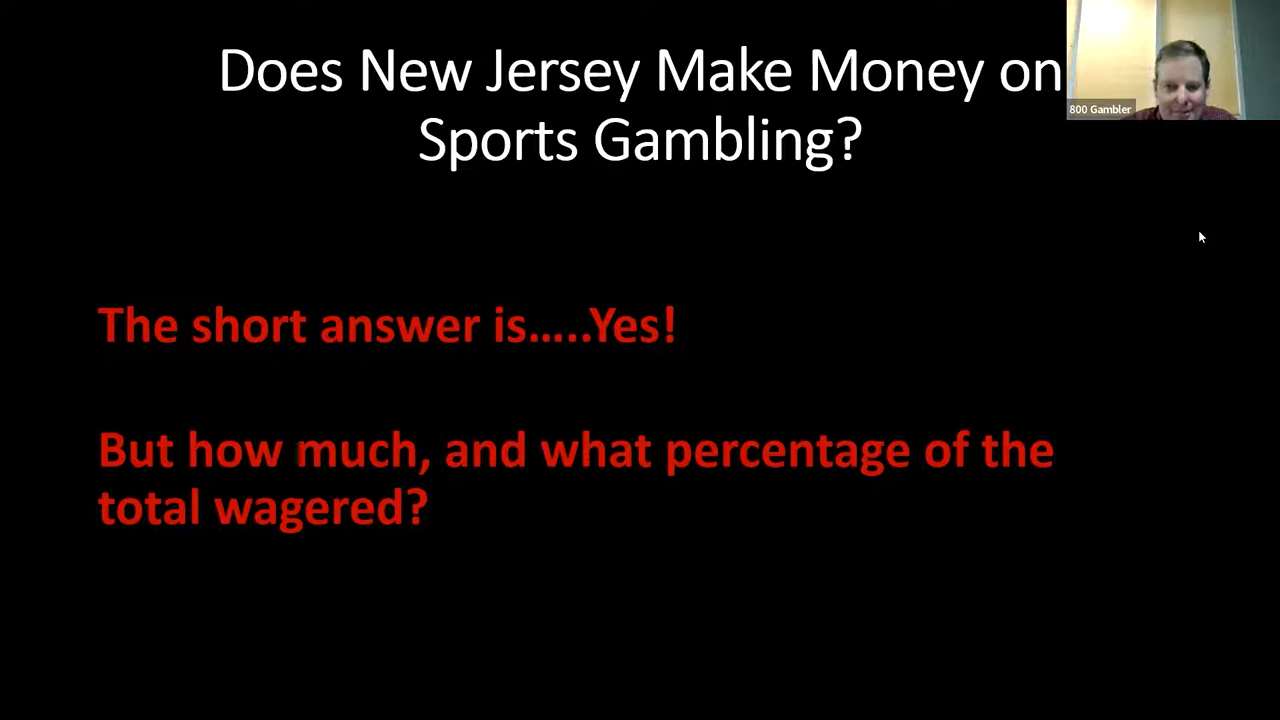 Does New Jersey Make Money on
Sports Gambling?
800 Gambler
The short answer is…..Yes!
But how much, and what percentage of the
total wagered?